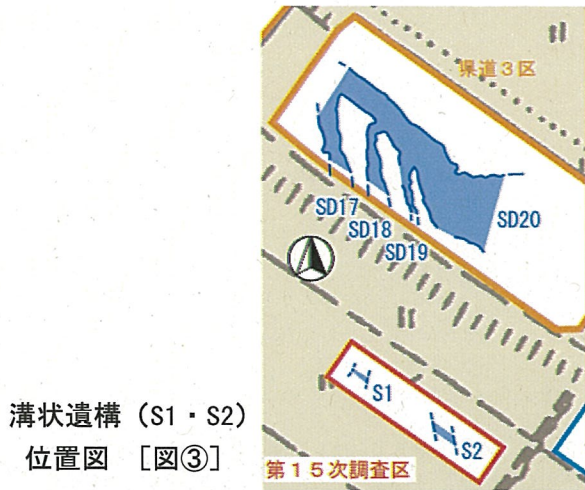 県道3区
SD17
SD18
SD19
SD20
S1
S2
溝状遺構(S1・S2)
位置図 [図③]
第15次調査区